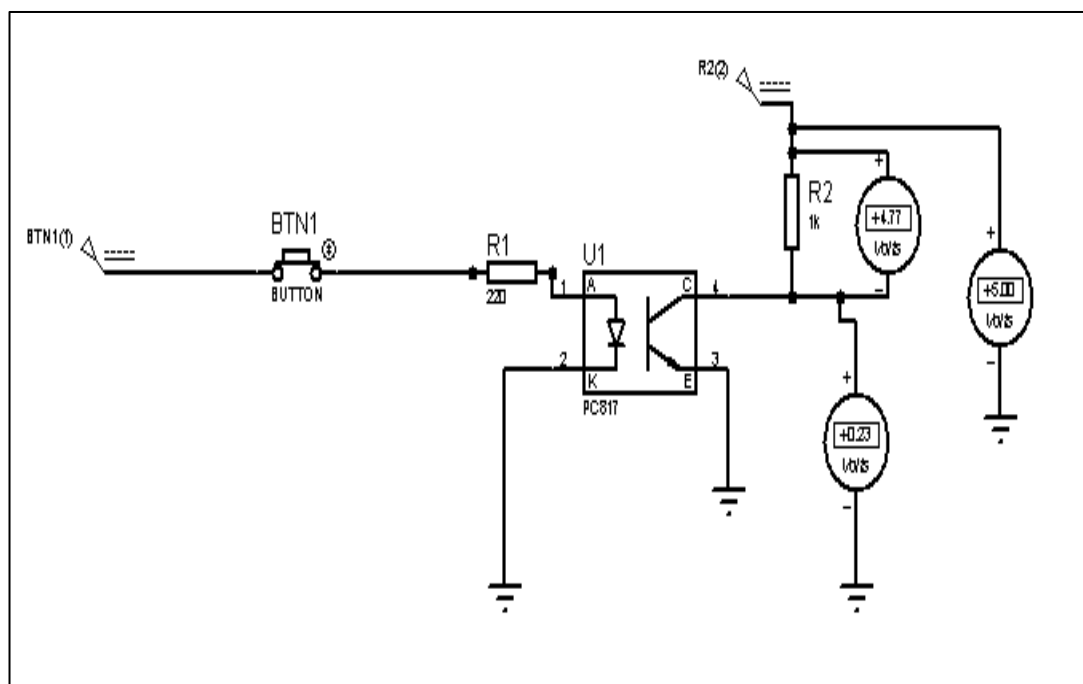 R2(2)
BTN1(1)
BTN1
BUTTON
R1
220
U1
A
K
C
E
1
2
4
3
PC817
R2
1k
+
+4.77
Volts
-
+
+5.00
Volts
-
+
+0.23
Volts
-